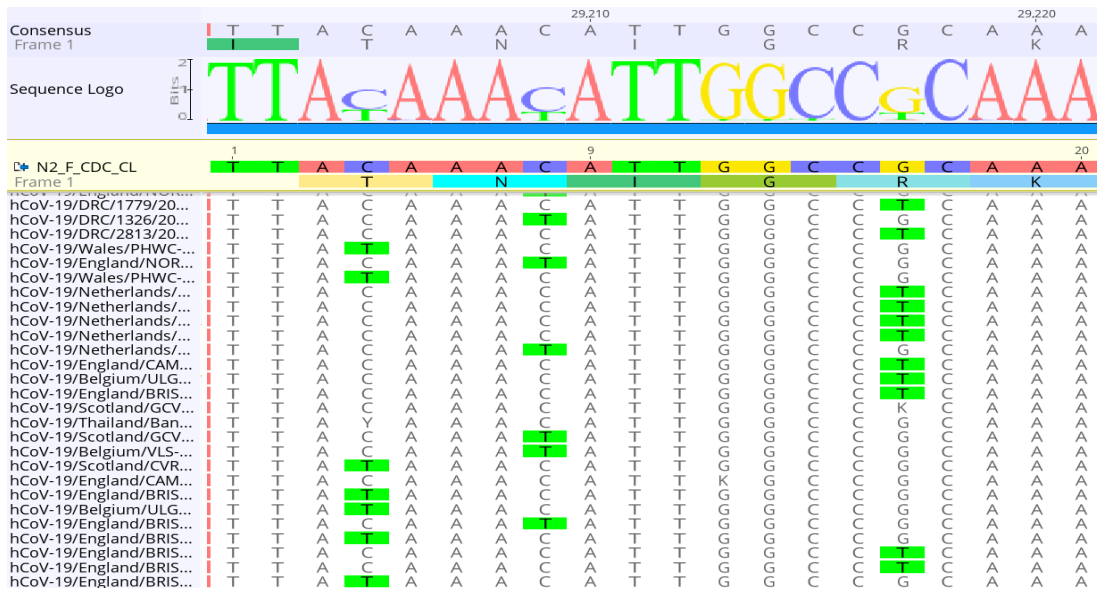 29,210 29,220
Consensus T T A C A A A C A T T G G C C G C A A A
Frame 1 I T N I G R K
Sequence Logo Bits 2 1 0 TTACAAACATTGGCCGCAAA
1 9 20
N2_F_CDC_CL T T A C A A A C A T T G G C C G C A A A
Frame 1 T N I G R K
hCoV-19/England/NOR...
hCoV-19/DRC/1779/20... T T A C A A A C A T T G G C C T C A A A
hCoV-19/DRC/1326/20... T T A C A A A T A T T G G C C G C A A A
hCoV-19/DRC/2813/20... T T A C A A A C A T T G G C C T C A A A
hCoV-19/Wales/PHWC-... T T A T A A A C A T T G G C C G C A A A
hCoV-19/England/NOR... T T A C A A A T A T T G G C C G C A A A
hCoV-19/Wales/PHWC-... T T A T A A A C A T T G G C C G C A A A
hCoV-19/Netherlands/... T T A C A A A C A T T G G C C T C A A A
hCoV-19/Netherlands/... T T A C A A A C A T T G G C C T C A A A
hCoV-19/Netherlands/... T T A C A A A C A T T G G C C T C A A A
hCoV-19/Netherlands/... T T A C A A A C A T T G G C C T C A A A
hCoV-19/Netherlands/... T T A C A A A T A T T G G C C G C A A A
hCoV-19/England/CAM... T T A C A A A C A T T G G C C T C A A A
hCoV-19/Belgium/ULG... T T A C A A A C A T T G G C C T C A A A
hCoV-19/England/BRIS... T T A C A A A C A T T G G C C T C A A A
hCoV-19/Scotland/GCV... T T A C A A A C A T T G G C C K C A A A
hCoV-19/Thailand/Ban... T T A Y A A A C A T T G G C C G C A A A
hCoV-19/Scotland/GCV... T T A C A A A T A T T G G C C G C A A A
hCoV-19/Belgium/VLS-... T T A C A A A T A T T G G C C G C A A A
hCoV-19/Scotland/CVR... T T A T A A A C A T T G G C C G C A A A
hCoV-19/England/CAM... T T A C A A A C A T T K G C C G C A A A
hCoV-19/England/BRIS... T T A T A A A C A T T G G C C G C A A A
hCoV-19/Belgium/ULG... T T A T A A A C A T T G G C C G C A A A
hCoV-19/England/BRIS... T T A C A A A T A T T G G C C G C A A A
hCoV-19/England/BRIS... T T A T A A A C A T T G G C C G C A A A
hCoV-19/England/BRIS... T T A C A A A C A T T G G C C T C A A A
hCoV-19/England/BRIS... T T A C A A A C A T T G G C C T C A A A
hCoV-19/England/BRIS... T T A T A A A C A T T G G C C G C A A A